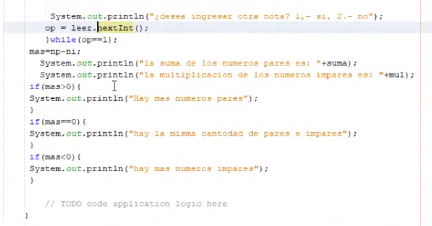 System.out.println("¿desea ingresar otra nota? 1,- si, 2.- no");
op = leer.nextInt();
}while(op==1);
mas=np-ni;
System.out.println("la suma de los numeros pares es: "+suma);
System.out.println("la multiplicacion de los numeros impares es: "+mul);
if(mas>0){
System.out.println("Hay mas numeros pares");
}
if(mas==0){
System.out.println("hay la misma cantodad de pares e impares");
}
if(mas<0){
System.out.println("hay mas numeros impares");
}
// TODO code application logic here
}